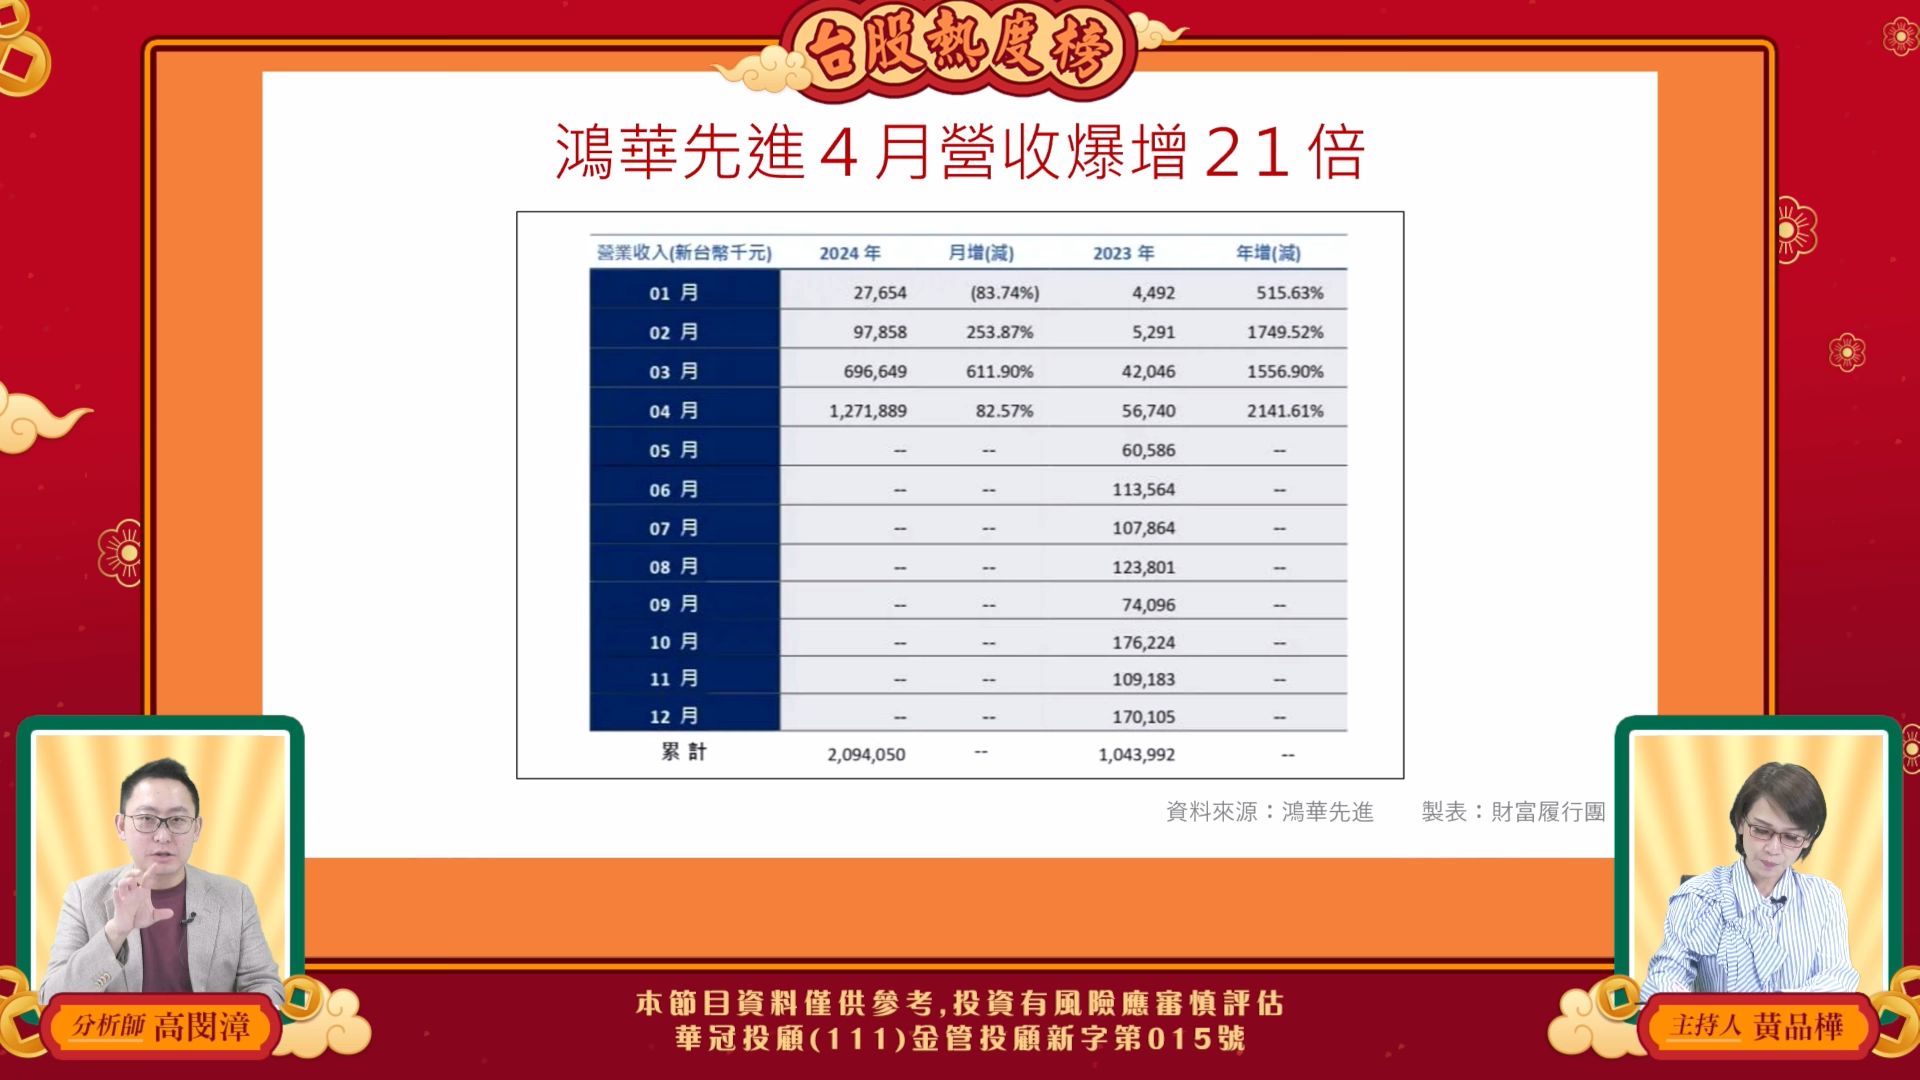 台股熱度榜
鴻華先進4月營收爆增21倍
營業收入(新台幣千元) 2024 年 月增(減) 2023 年 年增(減)
01 月 27,654 (83.74%) 4,492 515.63%
02 月 97,858 253.87% 5,291 1749.52%
03 月 696,649 611.90% 42,046 1556.90%
04 月 1,271,889 82.57% 56,740 2141.61%
05 月 -- -- 60,586 --
06 月 -- -- 113,564 --
07 月 -- -- 107,864 --
08 月 -- -- 123,801 --
09 月 -- -- 74,096 --
10 月 -- -- 176,224 --
11 月 -- -- 109,183 --
12 月 -- -- 170,105 --
累計 2,094,050 -- 1,043,992 --
資料來源：鴻華先進 製表：財富履行團
分析師 高閔漳
本節目資料僅供參考,投資有風險應審慎評估
華冠投顧(111)金管投顧新字第015號
主持人 黃品樺